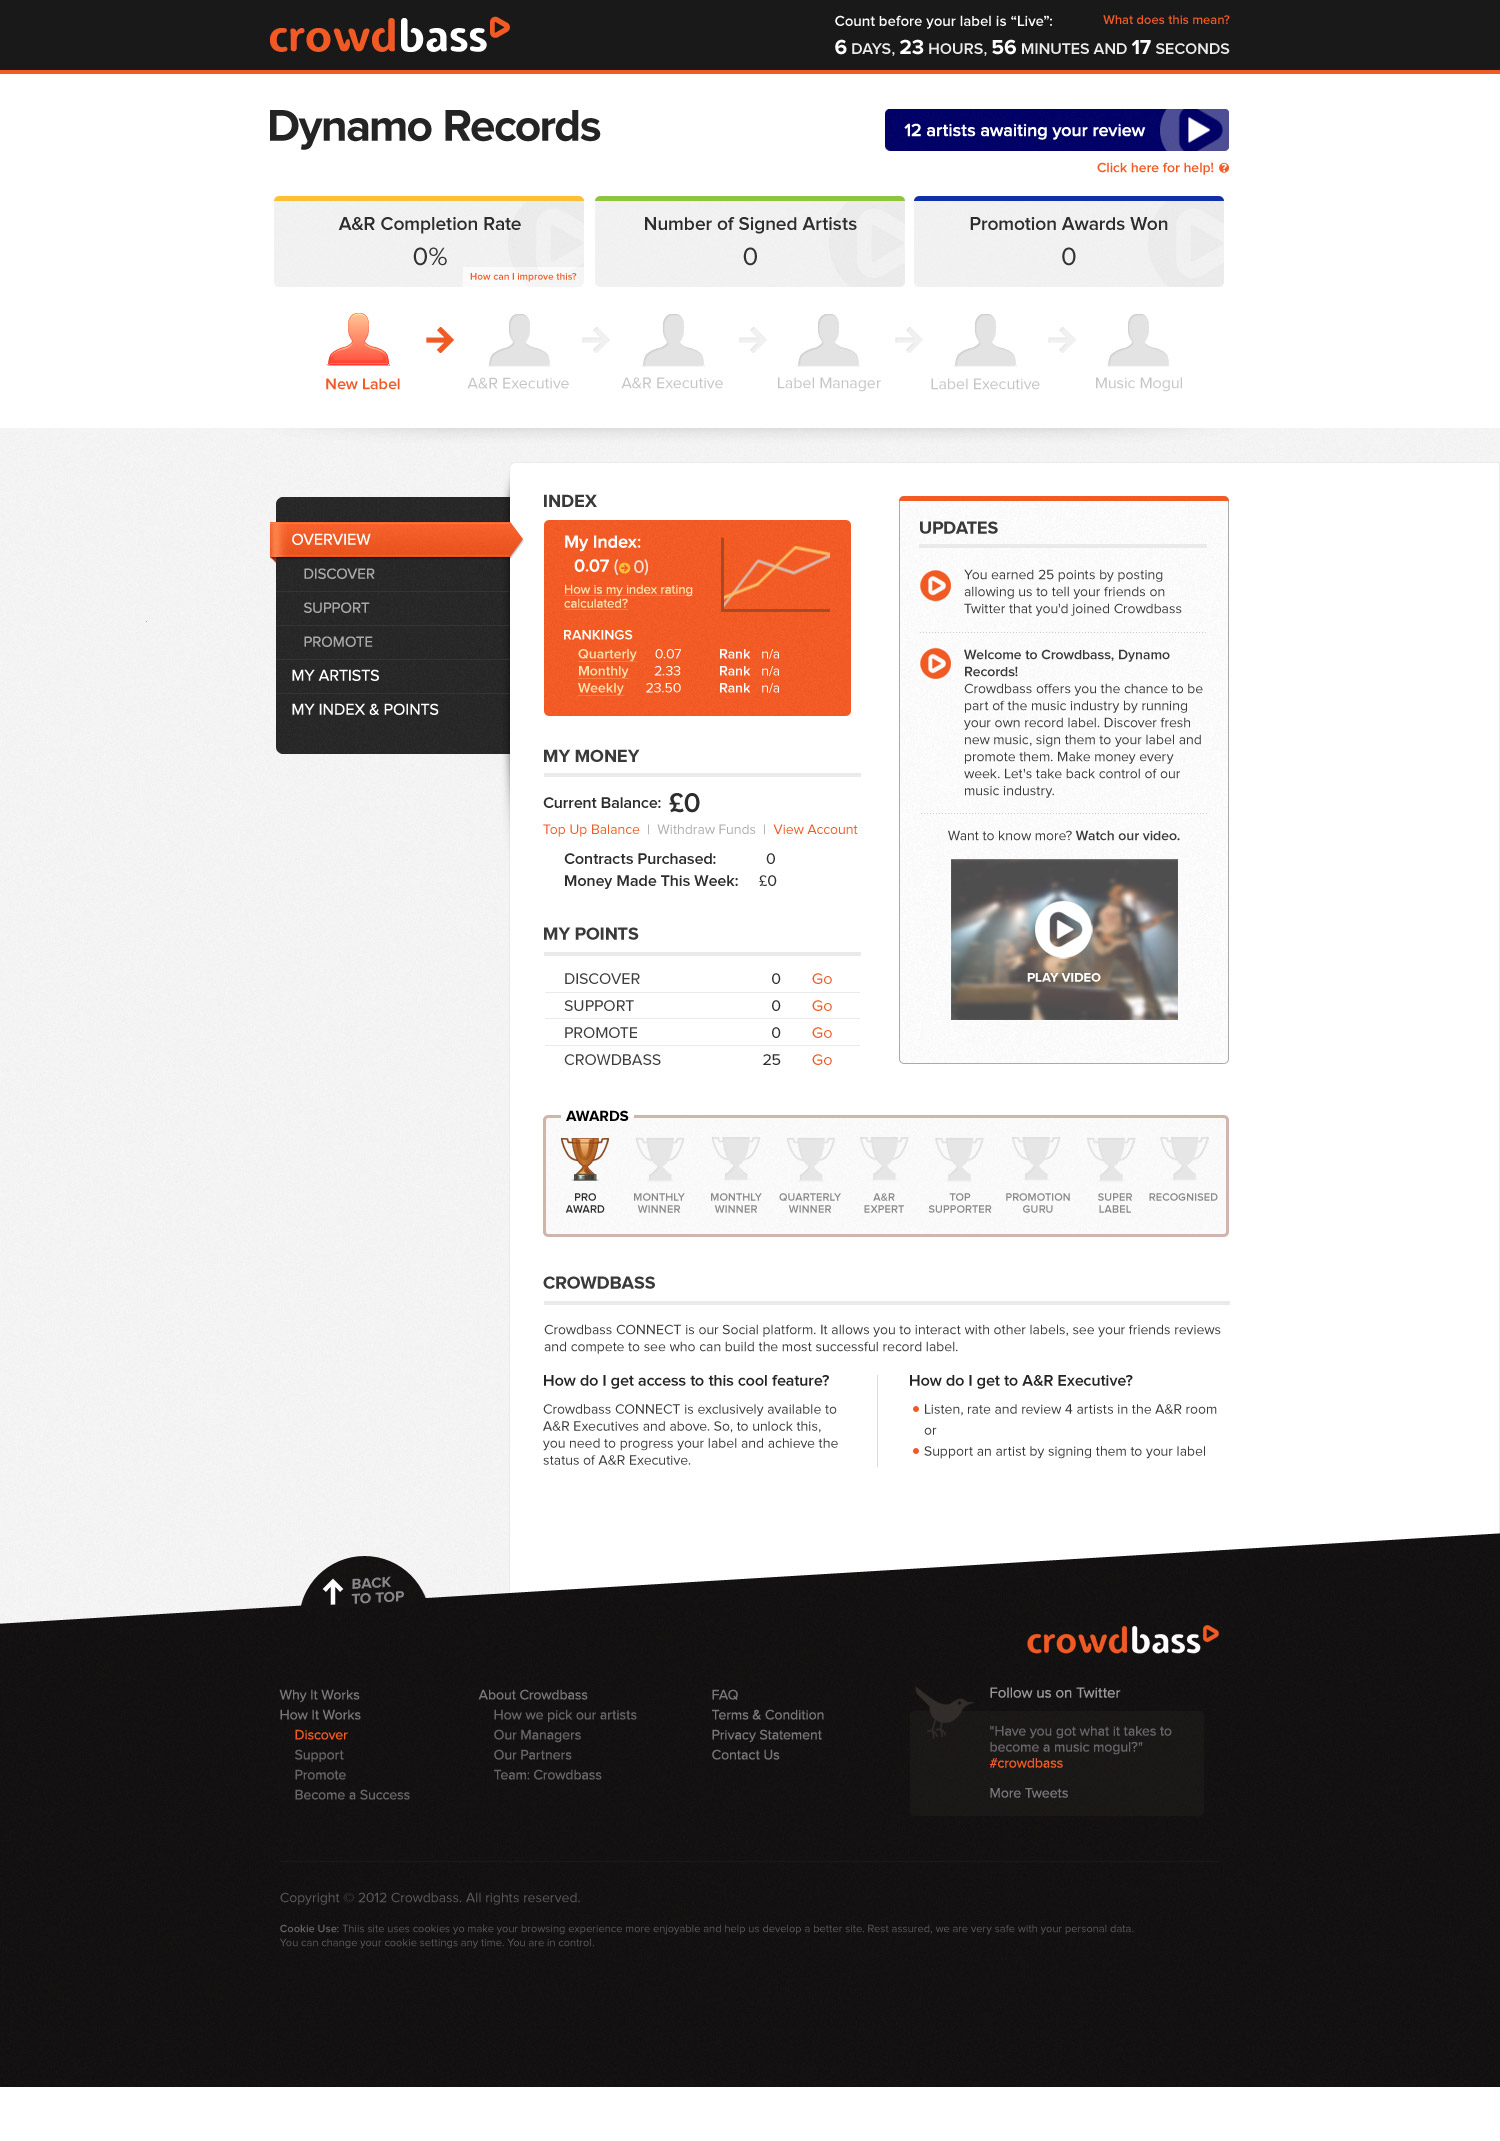 crowdbass
Count before your label is “Live”:
What does this mean?
6 DAYS, 23 HOURS, 56 MINUTES AND 17 SECONDS
Dynamo Records
12 artists awaiting your review
Click here for help! ?
A&R Completion Rate
0%
How can I improve this?
Number of Signed Artists
0
Promotion Awards Won
0
New Label
A&R Executive
A&R Executive
Label Manager
Label Executive
Music Mogul
OVERVIEW
DISCOVER
SUPPORT
PROMOTE
MY ARTISTS
MY INDEX & POINTS
INDEX
My Index:
0.07 (0)
How is my index rating
calculated?
RANKINGS
Quarterly 0.07 Rank n/a
Monthly 2.33 Rank n/a
Weekly 23.50 Rank n/a
MY MONEY
Current Balance: £0
Top Up Balance | Withdraw Funds | View Account
Contracts Purchased: 0
Money Made This Week: £0
MY POINTS
DISCOVER 0 Go
SUPPORT 0 Go
PROMOTE 0 Go
CROWDBASS 25 Go
UPDATES
You earned 25 points by posting
allowing us to tell your friends on
Twitter that you'd joined Crowdbass
Welcome to Crowdbass, Dynamo
Records!
Crowdbass offers you the chance to be
part of the music industry by running
your own record label. Discover fresh
new music, sign them to your label and
promote them. Make money every
week. Let's take back control of our
music industry.
Want to know more? Watch our video.
PLAY VIDEO
AWARDS
PRO
AWARD
MONTHLY
WINNER
MONTHLY
WINNER
QUARTERLY
WINNER
A&R
EXPERT
TOP
SUPPORTER
PROMOTION
GURU
SUPER
LABEL
RECOGNISED
CROWDBASS
Crowdbass CONNECT is our Social platform. It allows you to interact with other labels, see your friends reviews
and compete to see who can build the most successful record label.
How do I get access to this cool feature?
Crowdbass CONNECT is exclusively available to
A&R Executives and above. So, to unlock this,
you need to progress your label and achieve the
status of A&R Executive.
How do I get to A&R Executive?
• Listen, rate and review 4 artists in the A&R room
or
• Support an artist by signing them to your label
BACK
TO TOP
crowdbass
Why It Works
How It Works
Discover
Support
Promote
Become a Success
About Crowdbass
How we pick our artists
Our Managers
Our Partners
Team: Crowdbass
FAQ
Terms & Condition
Privacy Statement
Contact Us
Follow us on Twitter
"Have you got what it takes to
become a music mogul?"
#crowdbass
More Tweets
Copyright © 2012 Crowdbass. All rights reserved.
Cookie Use: Thiis site uses cookies yo make your browsing experience more enjoyable and help us develop a better site. Rest assured, we are very safe with your personal data.
You can change your cookie settings any time. You are in control.